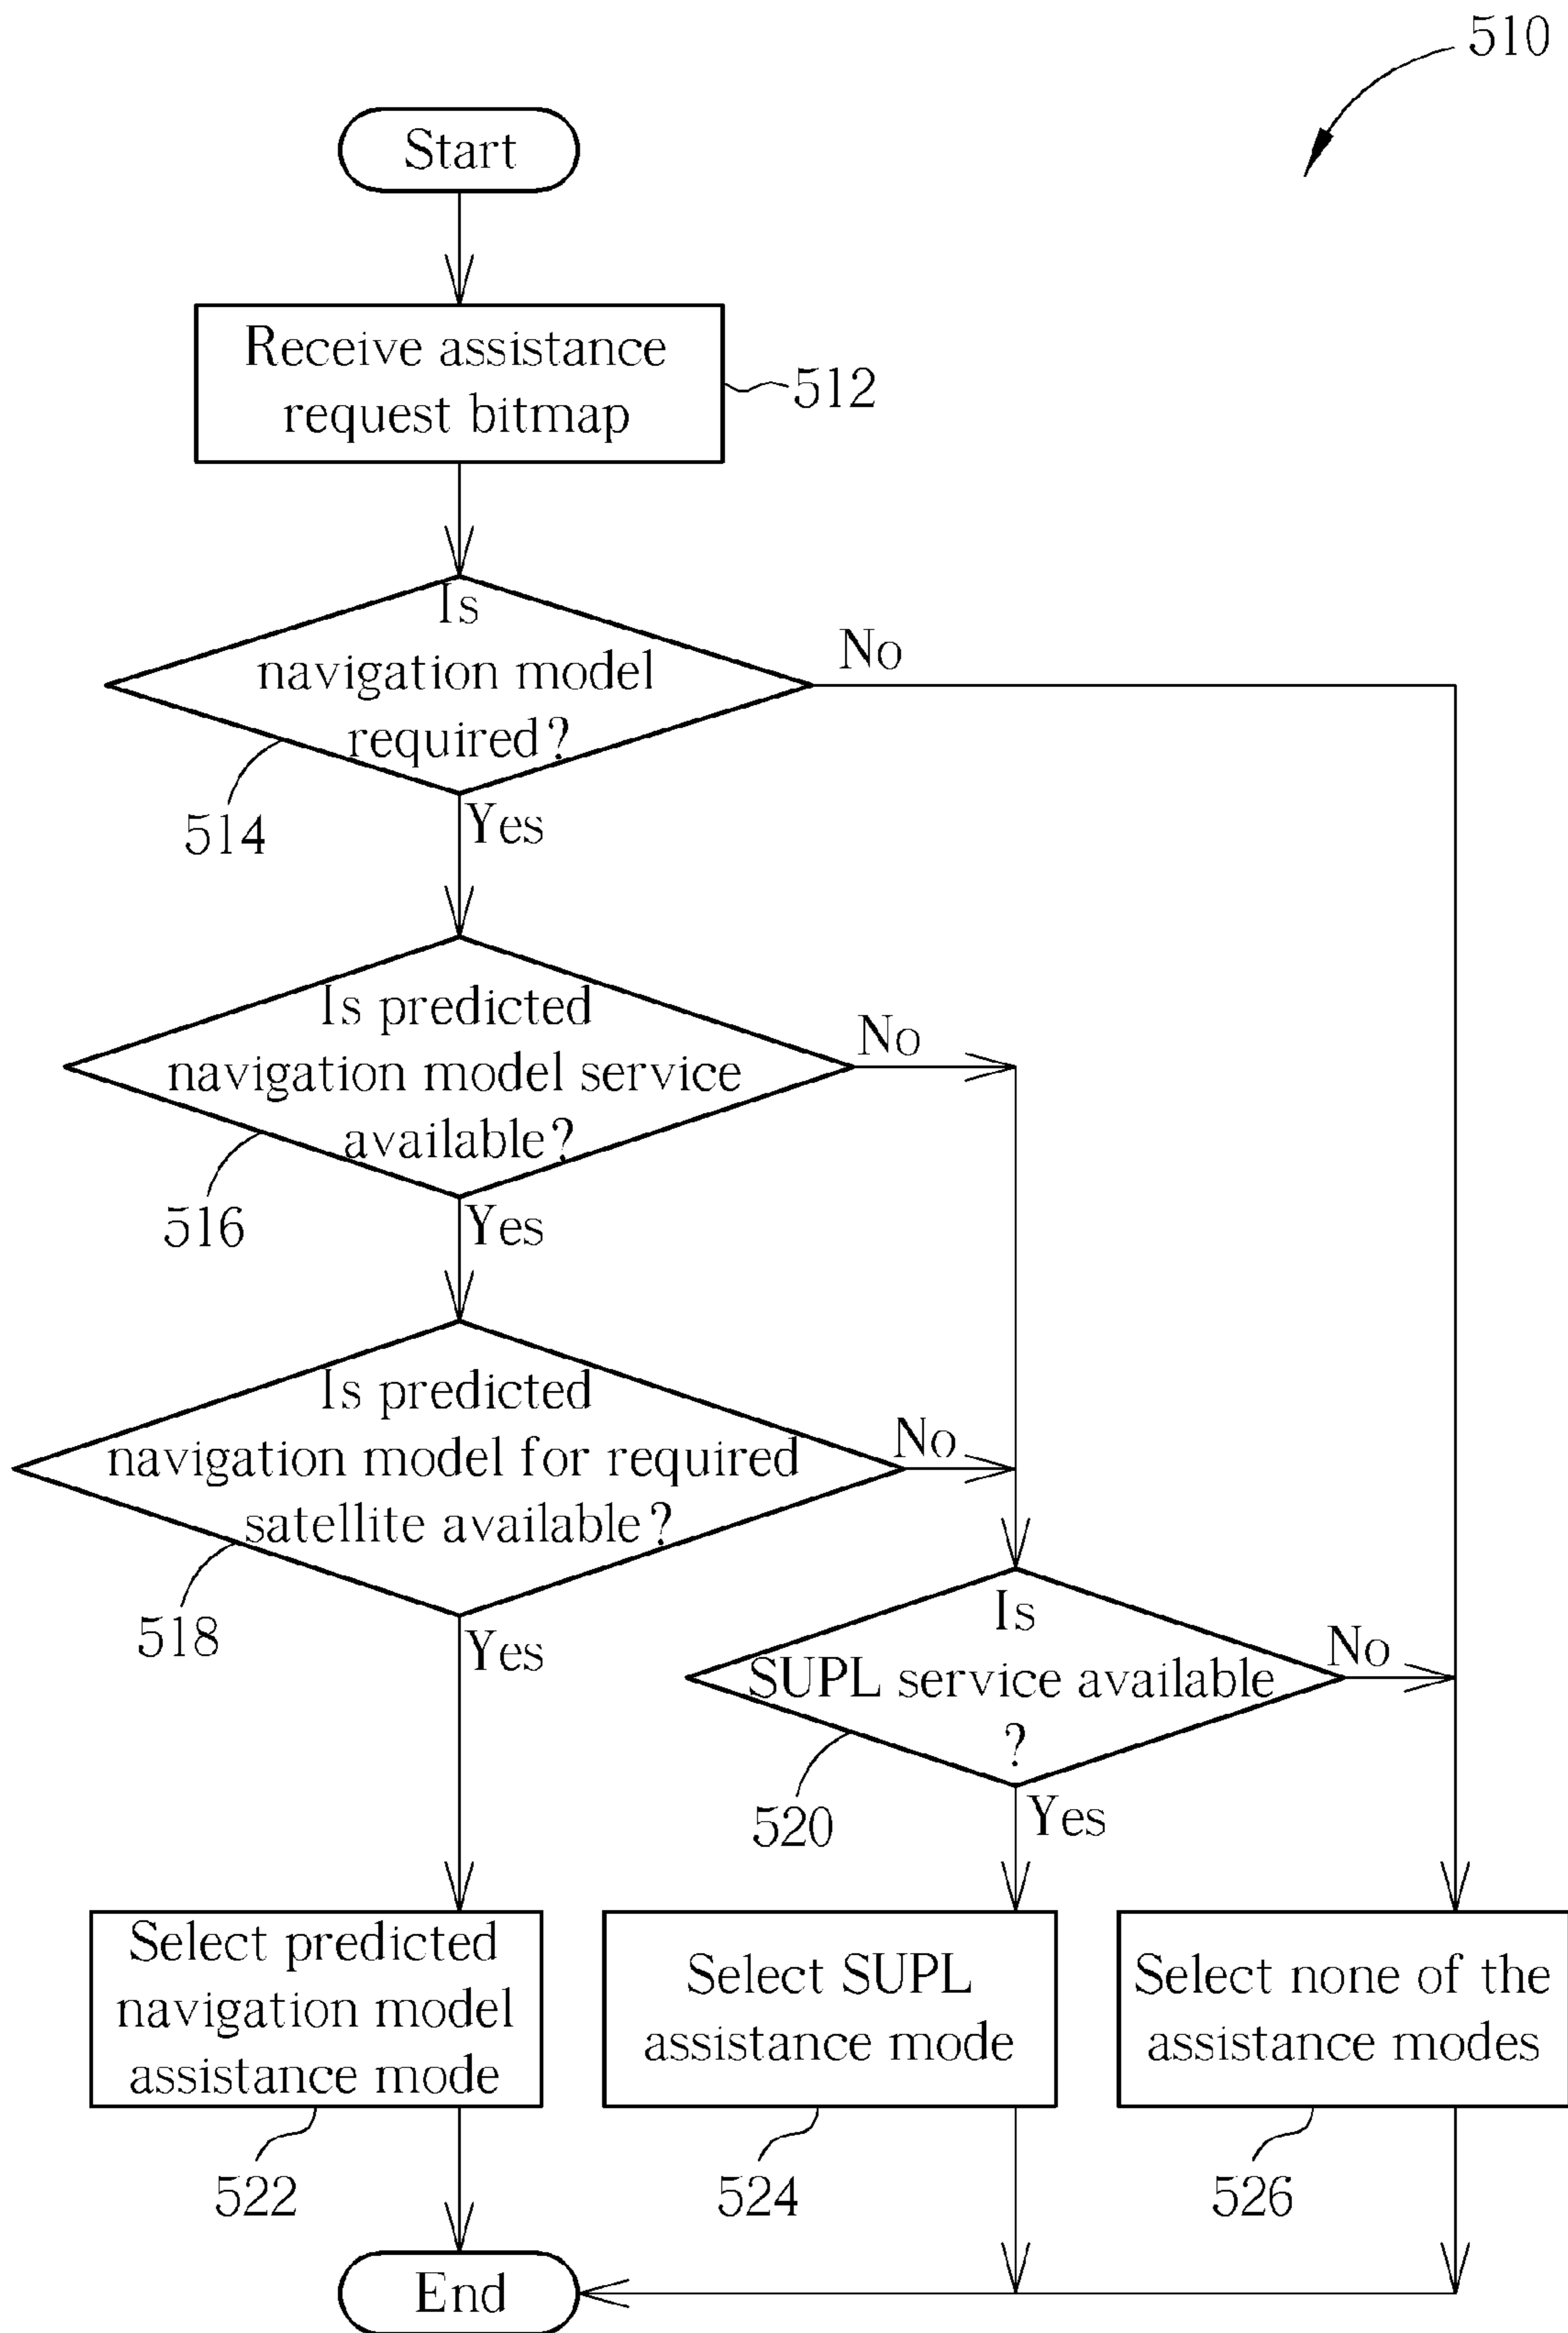 510
Start
Receive assistance
request bitmap
512
Is
navigation model
required?
No
514
Yes
Is predicted
navigation model service
available?
No
516
Yes
Is predicted
navigation model for required
satellite available?
No
518
Yes
Is
SUPL service available
?
No
520
Yes
Select predicted
navigation model
assistance mode
522
Select SUPL
assistance mode
524
Select none of the
assistance modes
526
End